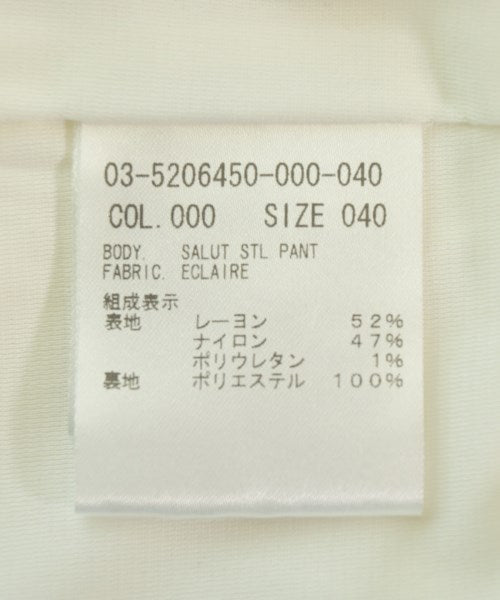 03-5206450-000-040
COL.000 SIZE 040
BODY. SALUT STL PANT
FABRIC. ECLAIRE
組成表示
表地 レーヨン 52%
ナイロン 47%
ポリウレタン 1%
裏地 ポリエステル 100%